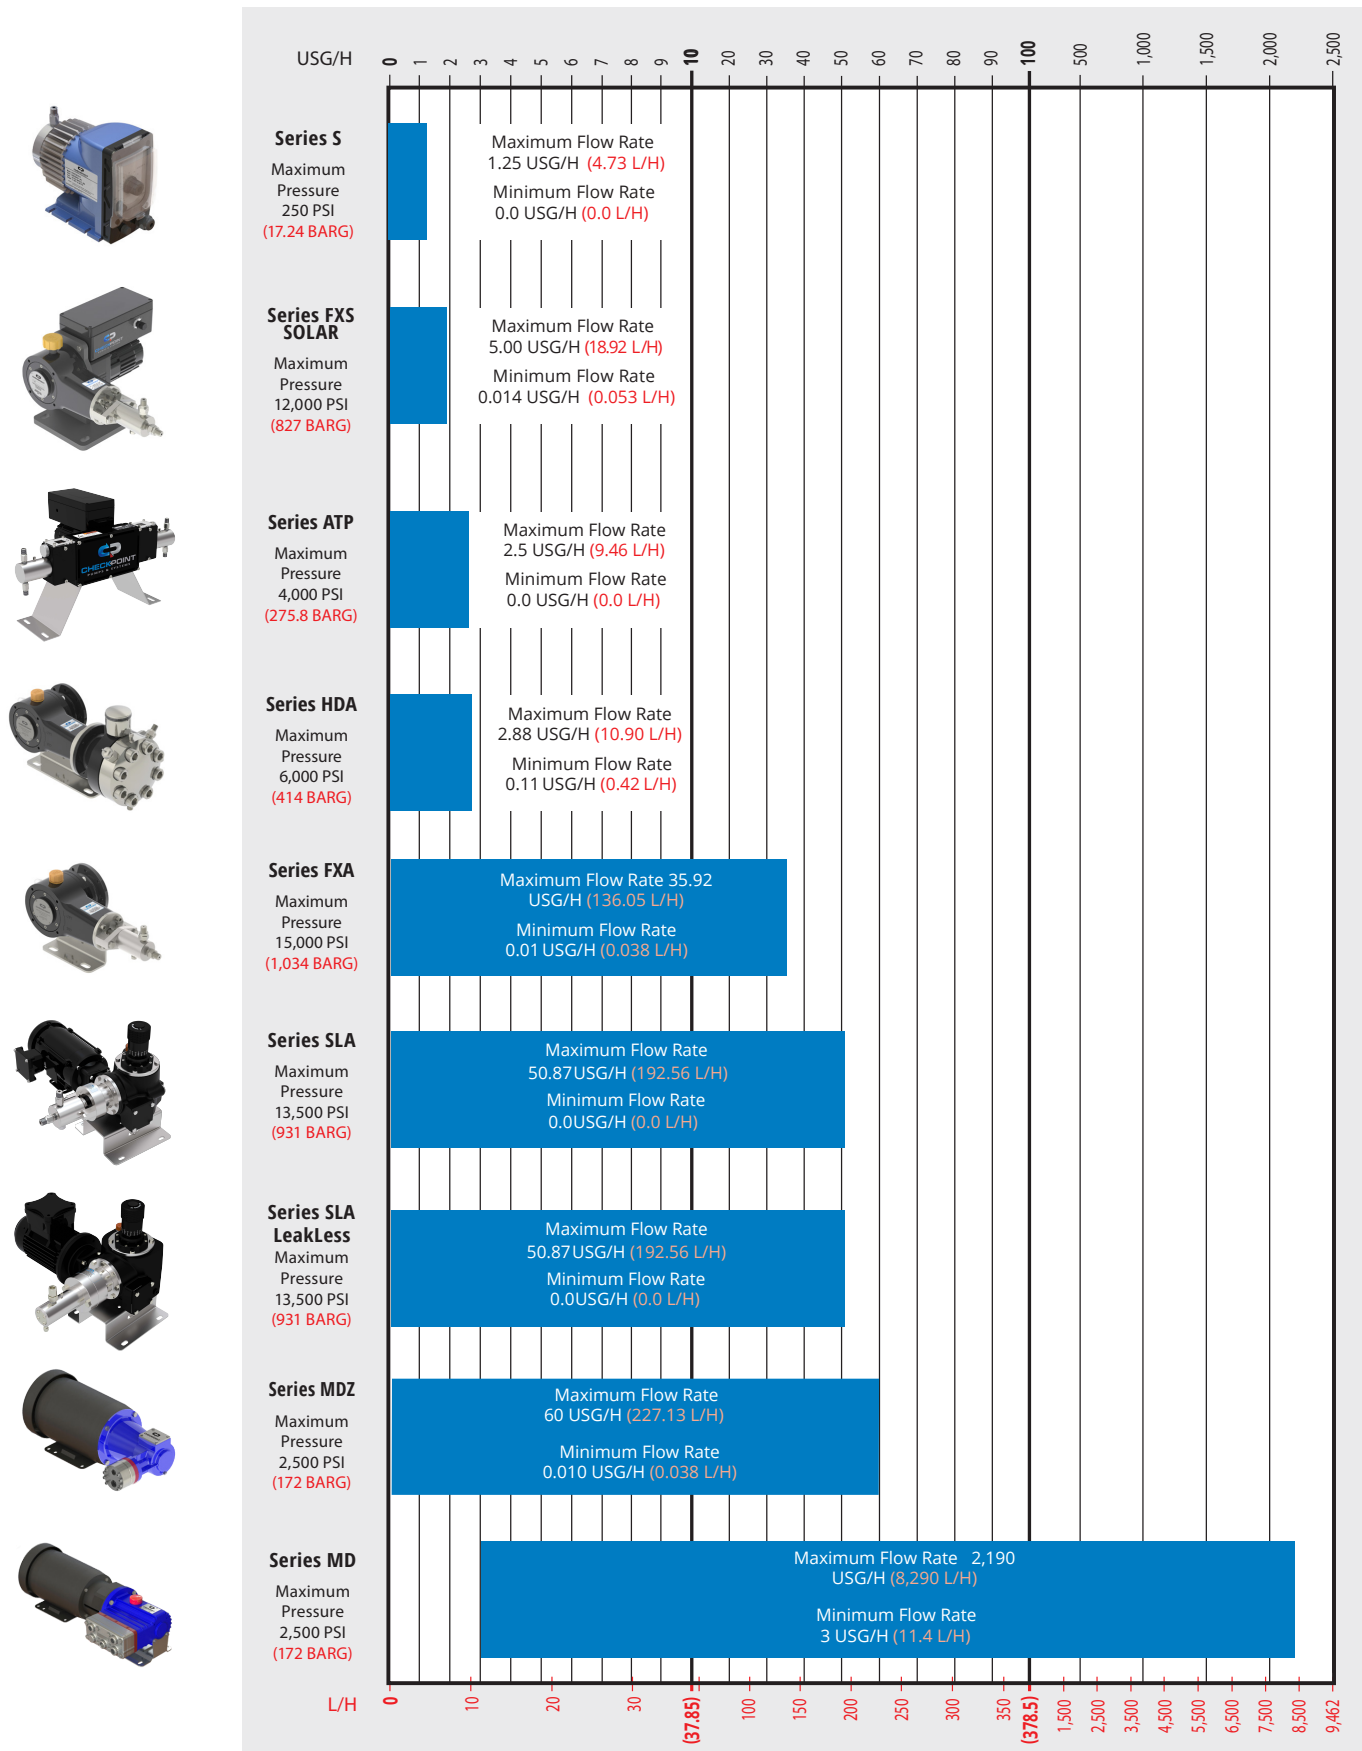 USG/H
0 1 2 3 4 5 6 7 8 9 10 20 30 40 50 60 70 80 90 100 500 1,000 1,500 2,000 2,500
Series S
Maximum
Pressure
250 PSI
(17.24 BARG)
Maximum Flow Rate
1.25 USG/H (4.73 L/H)
Minimum Flow Rate
0.0 USG/H (0.0 L/H)
Series FXS
SOLAR
Maximum
Pressure
12,000 PSI
(827 BARG)
Maximum Flow Rate
5.00 USG/H (18.92 L/H)
Minimum Flow Rate
0.014 USG/H (0.053 L/H)
CHECKPOINT
Series ATP
Maximum
Pressure
4,000 PSI
(275.8 BARG)
Maximum Flow Rate
2.5 USG/H (9.46 L/H)
Minimum Flow Rate
0.0 USG/H (0.0 L/H)
Series HDA
Maximum
Pressure
6,000 PSI
(414 BARG)
Maximum Flow Rate
2.88 USG/H (10.90 L/H)
Minimum Flow Rate
0.11 USG/H (0.42 L/H)
Series FXA
Maximum
Pressure
15,000 PSI
(1,034 BARG)
Maximum Flow Rate 35.92
USG/H (136.05 L/H)
Minimum Flow Rate
0.01 USG/H (0.038 L/H)
Series SLA
Maximum
Pressure
13,500 PSI
(931 BARG)
Maximum Flow Rate
50.87USG/H (192.56 L/H)
Minimum Flow Rate
0.0USG/H (0.0 L/H)
Series SLA
LeakLess
Maximum
Pressure
13,500 PSI
(931 BARG)
Maximum Flow Rate
50.87USG/H (192.56 L/H)
Minimum Flow Rate
0.0USG/H (0.0 L/H)
Series MDZ
Maximum
Pressure
2,500 PSI
(172 BARG)
Maximum Flow Rate
60 USG/H (227.13 L/H)
Minimum Flow Rate
0.010 USG/H (0.038 L/H)
Series MD
Maximum
Pressure
2,500 PSI
(172 BARG)
Maximum Flow Rate 2,190
USG/H (8,290 L/H)
Minimum Flow Rate
3 USG/H (11.4 L/H)
L/H
0 10 20 30 (37.85) 100 150 200 250 300 350 (378.5) 1,500 2,500 3,500 4,500 5,500 6,500 7,500 8,500 9,462